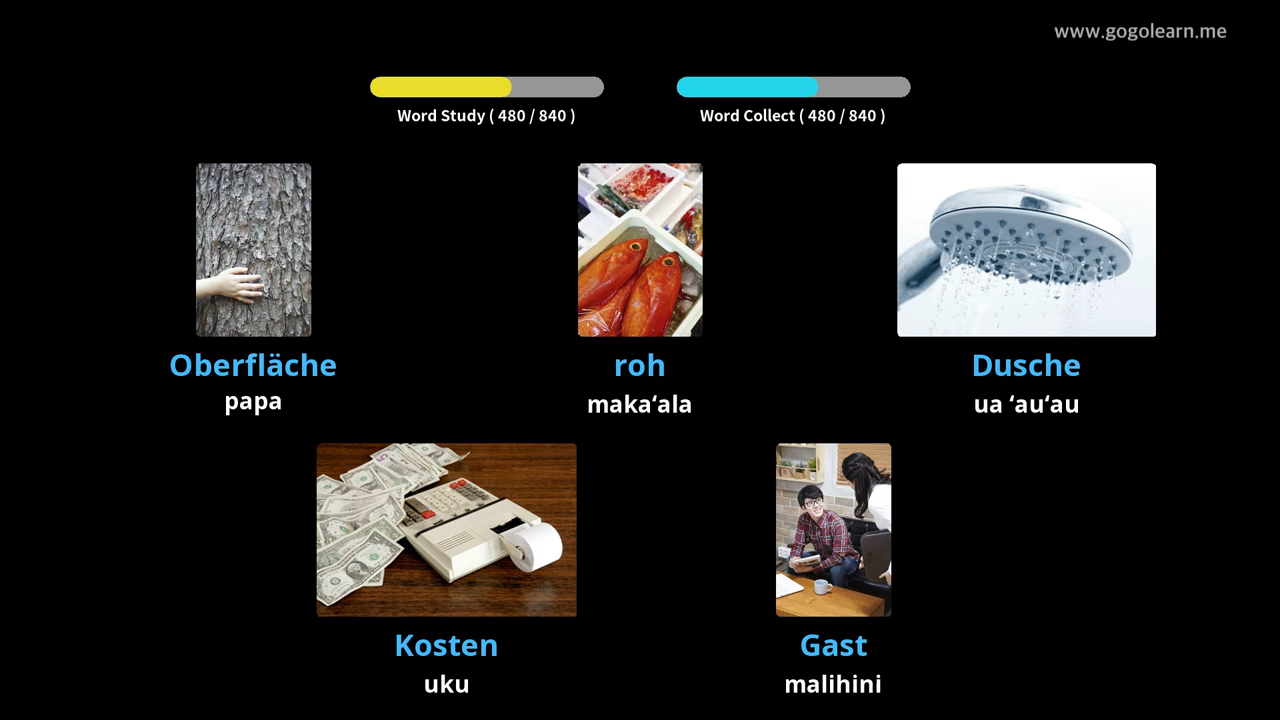 www.gogolearn.me
Word Study ( 480 / 840 )
Word Collect ( 480 / 840 )
Oberfläche
papa
roh
makaʻala
Dusche
ua ʻauʻau
Kosten
uku
Gast
malihini